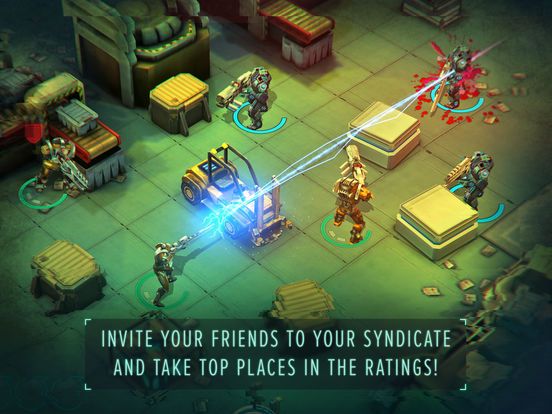 INVITE YOUR FRIENDS TO YOUR SYNDICATE
AND TAKE TOP PLACES IN THE RATINGS!